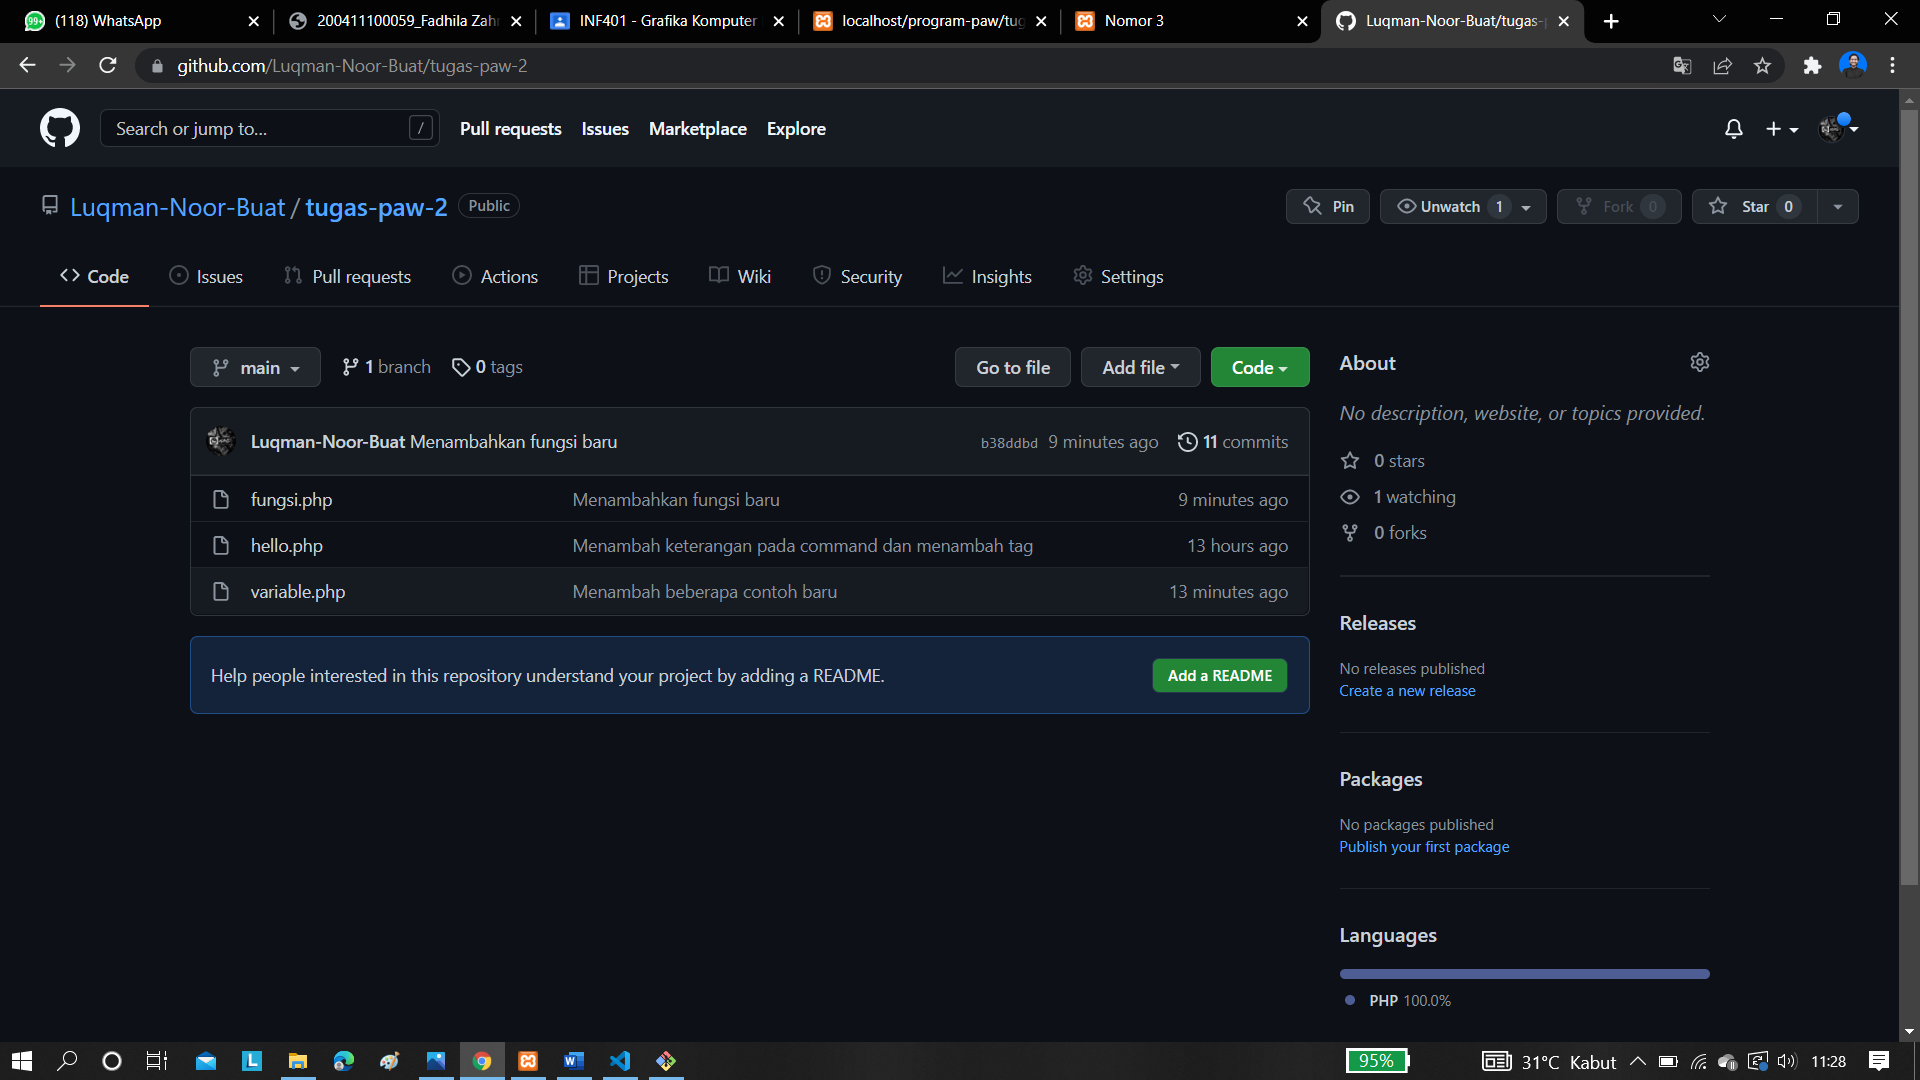 (118) WhatsApp
200411100059_Fadhila Zahr
INF401 - Grafika Komputer
localhost/program-paw/tug
Nomor 3
Luqman-Noor-Buat/tugas-p
github.com/Luqman-Noor-Buat/tugas-paw-2
Search or jump to...
/
Pull requests
Issues
Marketplace
Explore
Luqman-Noor-Buat / tugas-paw-2
Public
Pin
Unwatch 1
Fork 0
Star 0
Code
Issues
Pull requests
Actions
Projects
Wiki
Security
Insights
Settings
main
1 branch
0 tags
Go to file
Add file
Code
Luqman-Noor-Buat Menambahkan fungsi baru
b38ddbd 9 minutes ago
11 commits
fungsi.php
Menambahkan fungsi baru
9 minutes ago
hello.php
Menambah keterangan pada command dan menambah tag
13 hours ago
variable.php
Menambah beberapa contoh baru
13 minutes ago
Help people interested in this repository understand your project by adding a README.
Add a README
About
No description, website, or topics provided.
0 stars
1 watching
0 forks
Releases
No releases published
Create a new release
Packages
No packages published
Publish your first package
Languages
PHP 100.0%
95%
31°C Kabut
11:28